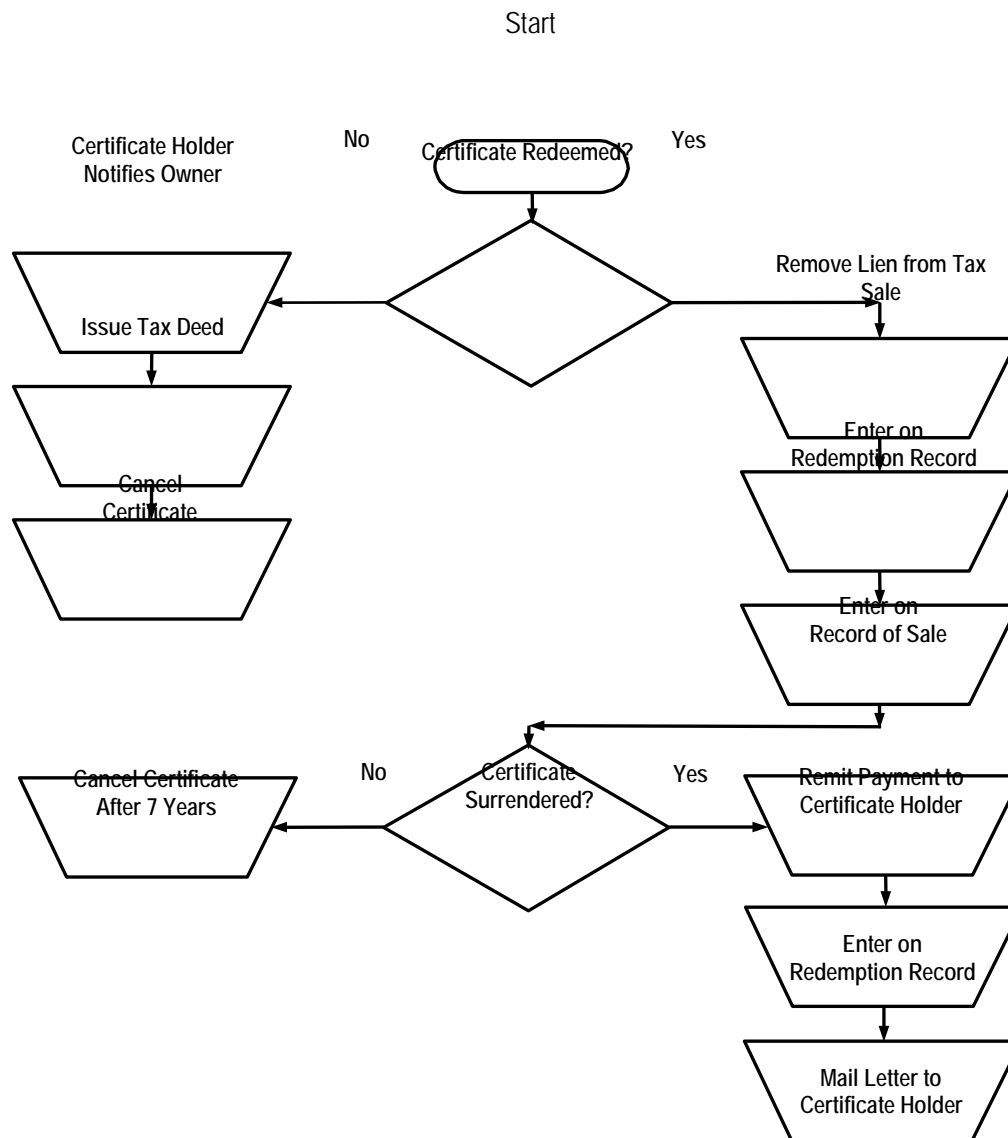 Start
No
Yes
Certificate Holder
Notifies Owner
Certificate Redeemed?
Remove Lien from Tax
Sale
Issue Tax Deed
Enter on
Redemption Record
Cancel
Certificate
Enter on
Record of Sale
Cancel Certificate
After 7 Years
No
Certificate
Surrendered?
Yes
Remit Payment to
Certificate Holder
Enter on
Redemption Record
Mail Letter to
Certificate Holder